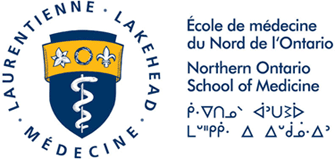 LAURENTIENNE · LAKEHEAD
· MÉDECINE ·
École de médecine
du Nord de l'Ontario
Northern Ontario
School of Medicine